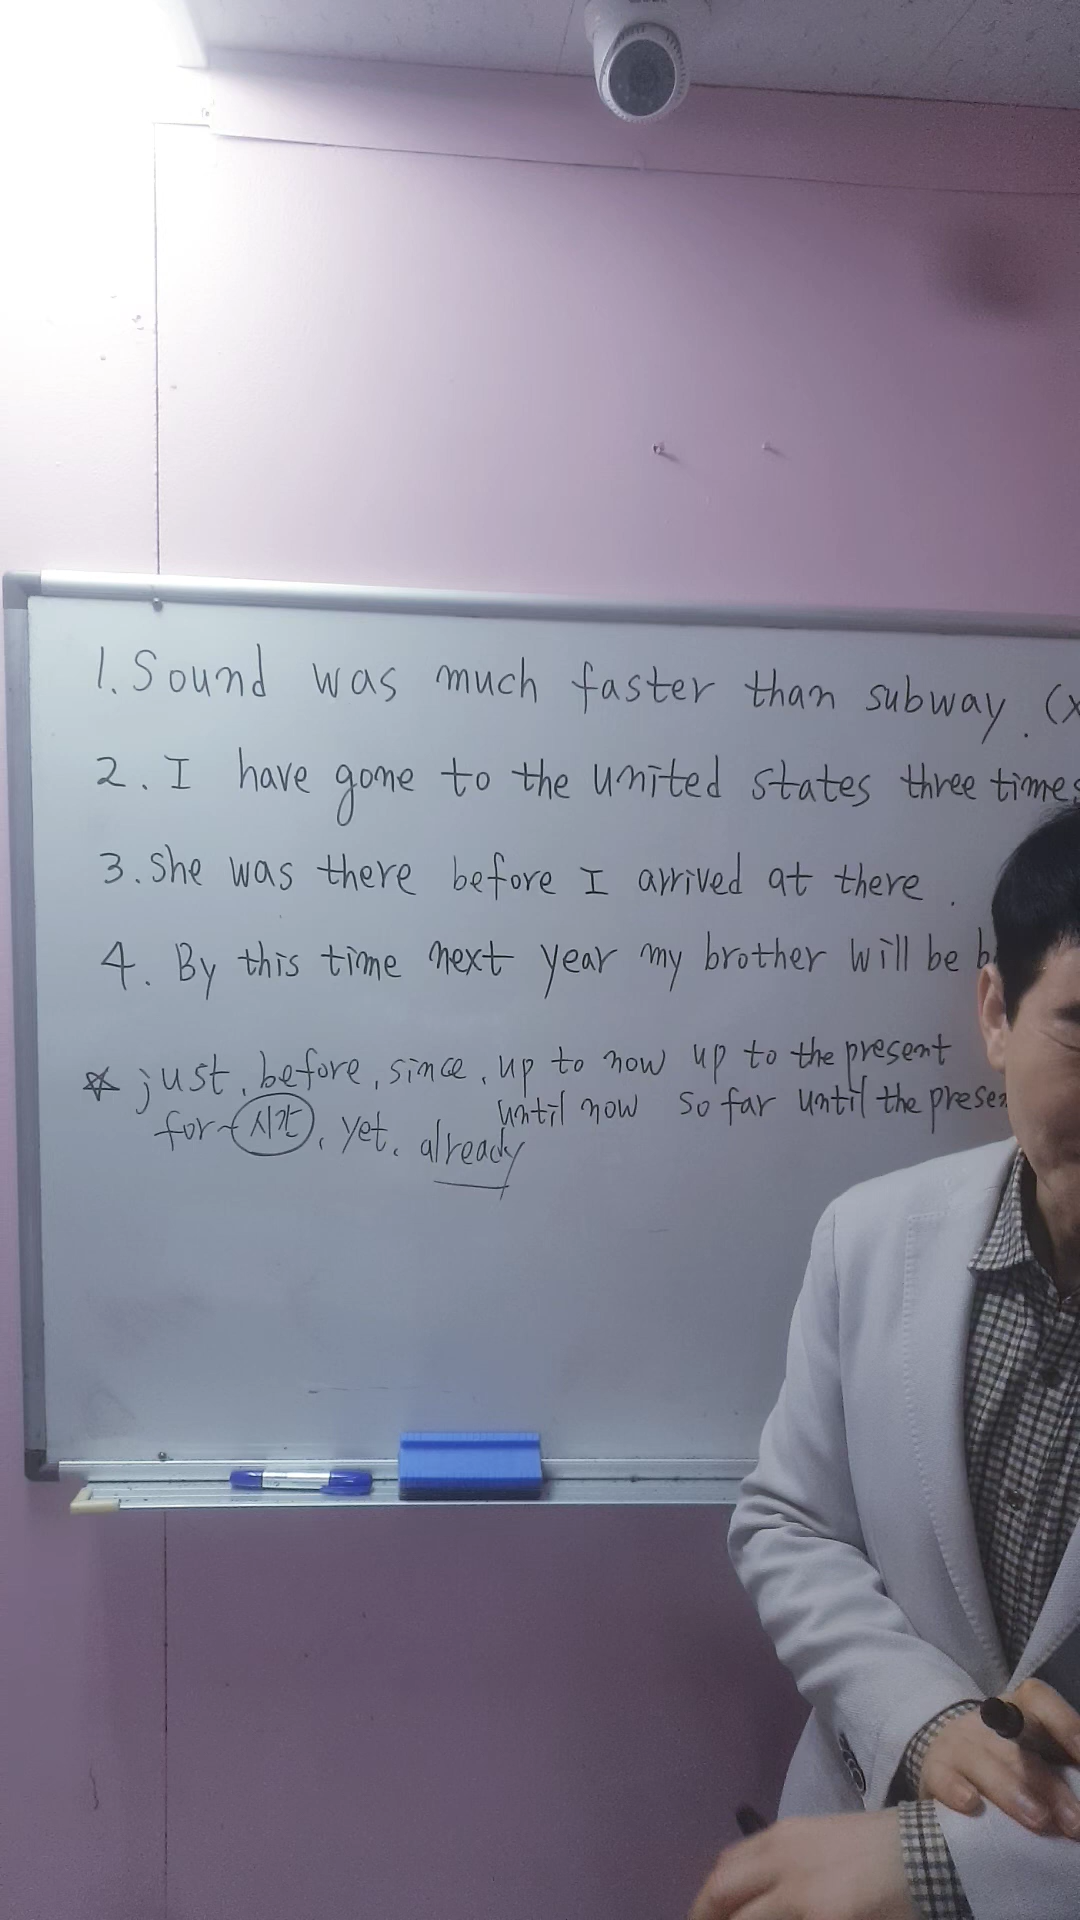 1. Sound was much faster than subway. (x
2. I have gone to the united states three times
3. She was there before I arrived at there.
4. By this time next year my brother will be
☆ just, before, since, up to now up to the present
until now so far until the presen
for ~ 시간, yet, already